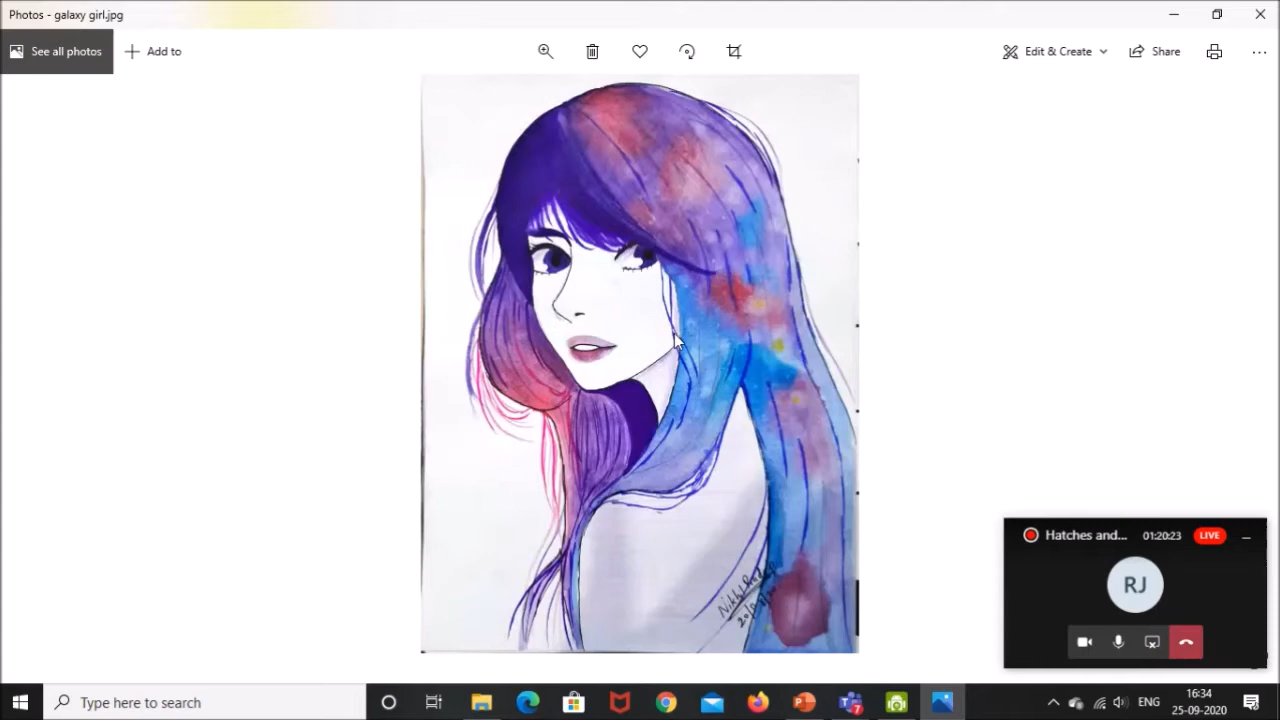 Photos - galaxy girl.jpg
See all photos
Add to
Edit & Create
Share
Hatches and...
01:20:23
LIVE
RJ
7
Type here to search
ENG
16:34
25-09-2020